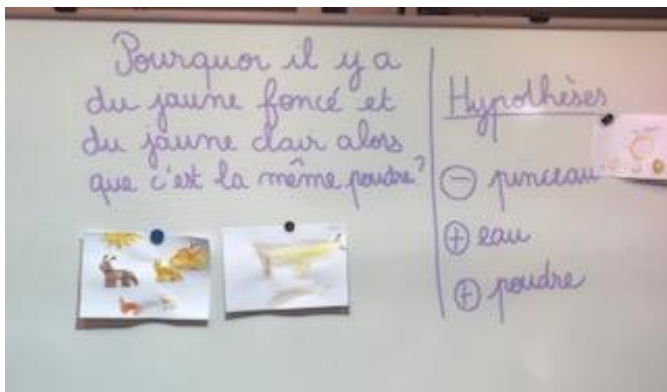 Pourquoi il y a
du jaune foncé et
du jaune clair alors
que c'est la même poudre?
Hypothèses
⊖ pinceau
⊕ eau
⊕ poudre